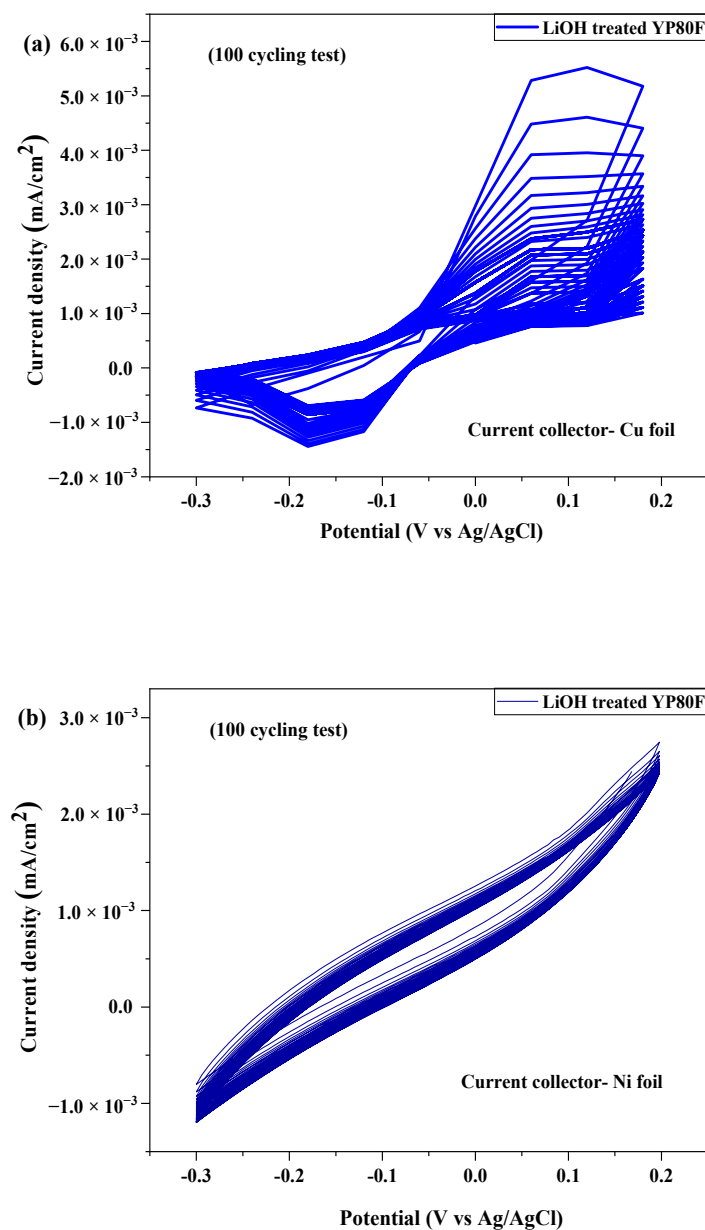 (a)
LiOH treated YP80F
(100 cycling test)
6.0 × 10⁻³
5.0 × 10⁻³
4.0 × 10⁻³
3.0 × 10⁻³
2.0 × 10⁻³
1.0 × 10⁻³
0.0
−1.0 × 10⁻³
−2.0 × 10⁻³
Current density (mA/cm²)
Current collector- Cu foil
-0.3 -0.2 -0.1 0.0 0.1 0.2
Potential (V vs Ag/AgCl)
(b)
LiOH treated YP80F
(100 cycling test)
3.0 × 10⁻³
2.0 × 10⁻³
1.0 × 10⁻³
0.0
−1.0 × 10⁻³
Current density (mA/cm²)
Current collector- Ni foil
-0.3 -0.2 -0.1 0.0 0.1 0.2
Potential (V vs Ag/AgCl)